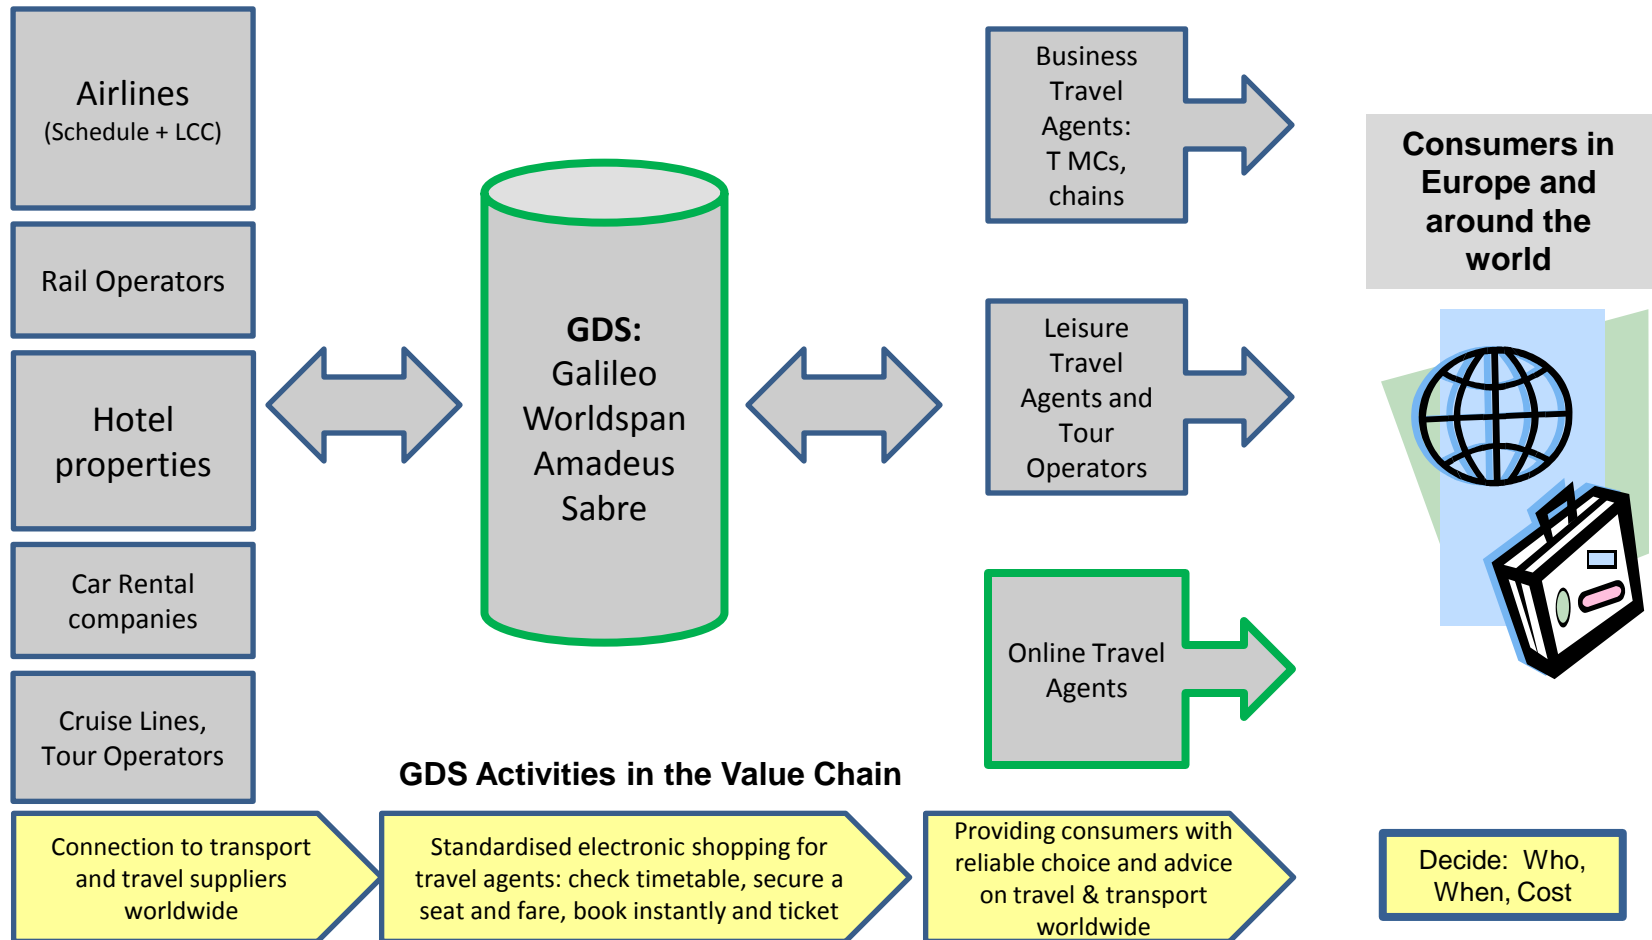 Airlines
(Schedule + LCC)
Rail Operators
Hotel
properties
Car Rental
companies
Cruise Lines,
Tour Operators
GDS:
Galileo
Worldspan
Amadeus
Sabre
Business
Travel
Agents:
T MCs,
chains
Leisure
Travel
Agents and
Tour
Operators
Online Travel
Agents
Consumers in
Europe and
around the
world
GDS Activities in the Value Chain
Connection to transport
and travel suppliers
worldwide
Standardised electronic shopping for
travel agents: check timetable, secure a
seat and fare, book instantly and ticket
Providing consumers with
reliable choice and advice
on travel & transport
worldwide
Decide: Who,
When, Cost